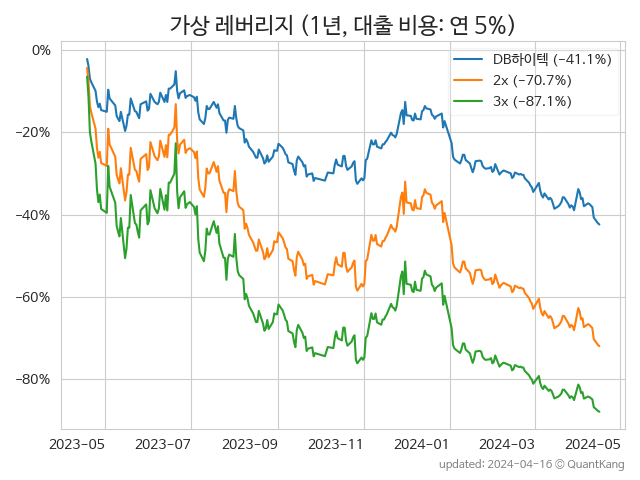 가상 레버리지 (1년, 대출 비용: 연 5%)
DB하이텍 (−41.1%)
2x (−70.7%)
3x (−87.1%)
0%
−20%
−40%
−60%
−80%
2023-05 2023-07 2023-09 2023-11 2024-01 2024-03 2024-05
updated: 2024-04-16 © QuantKang